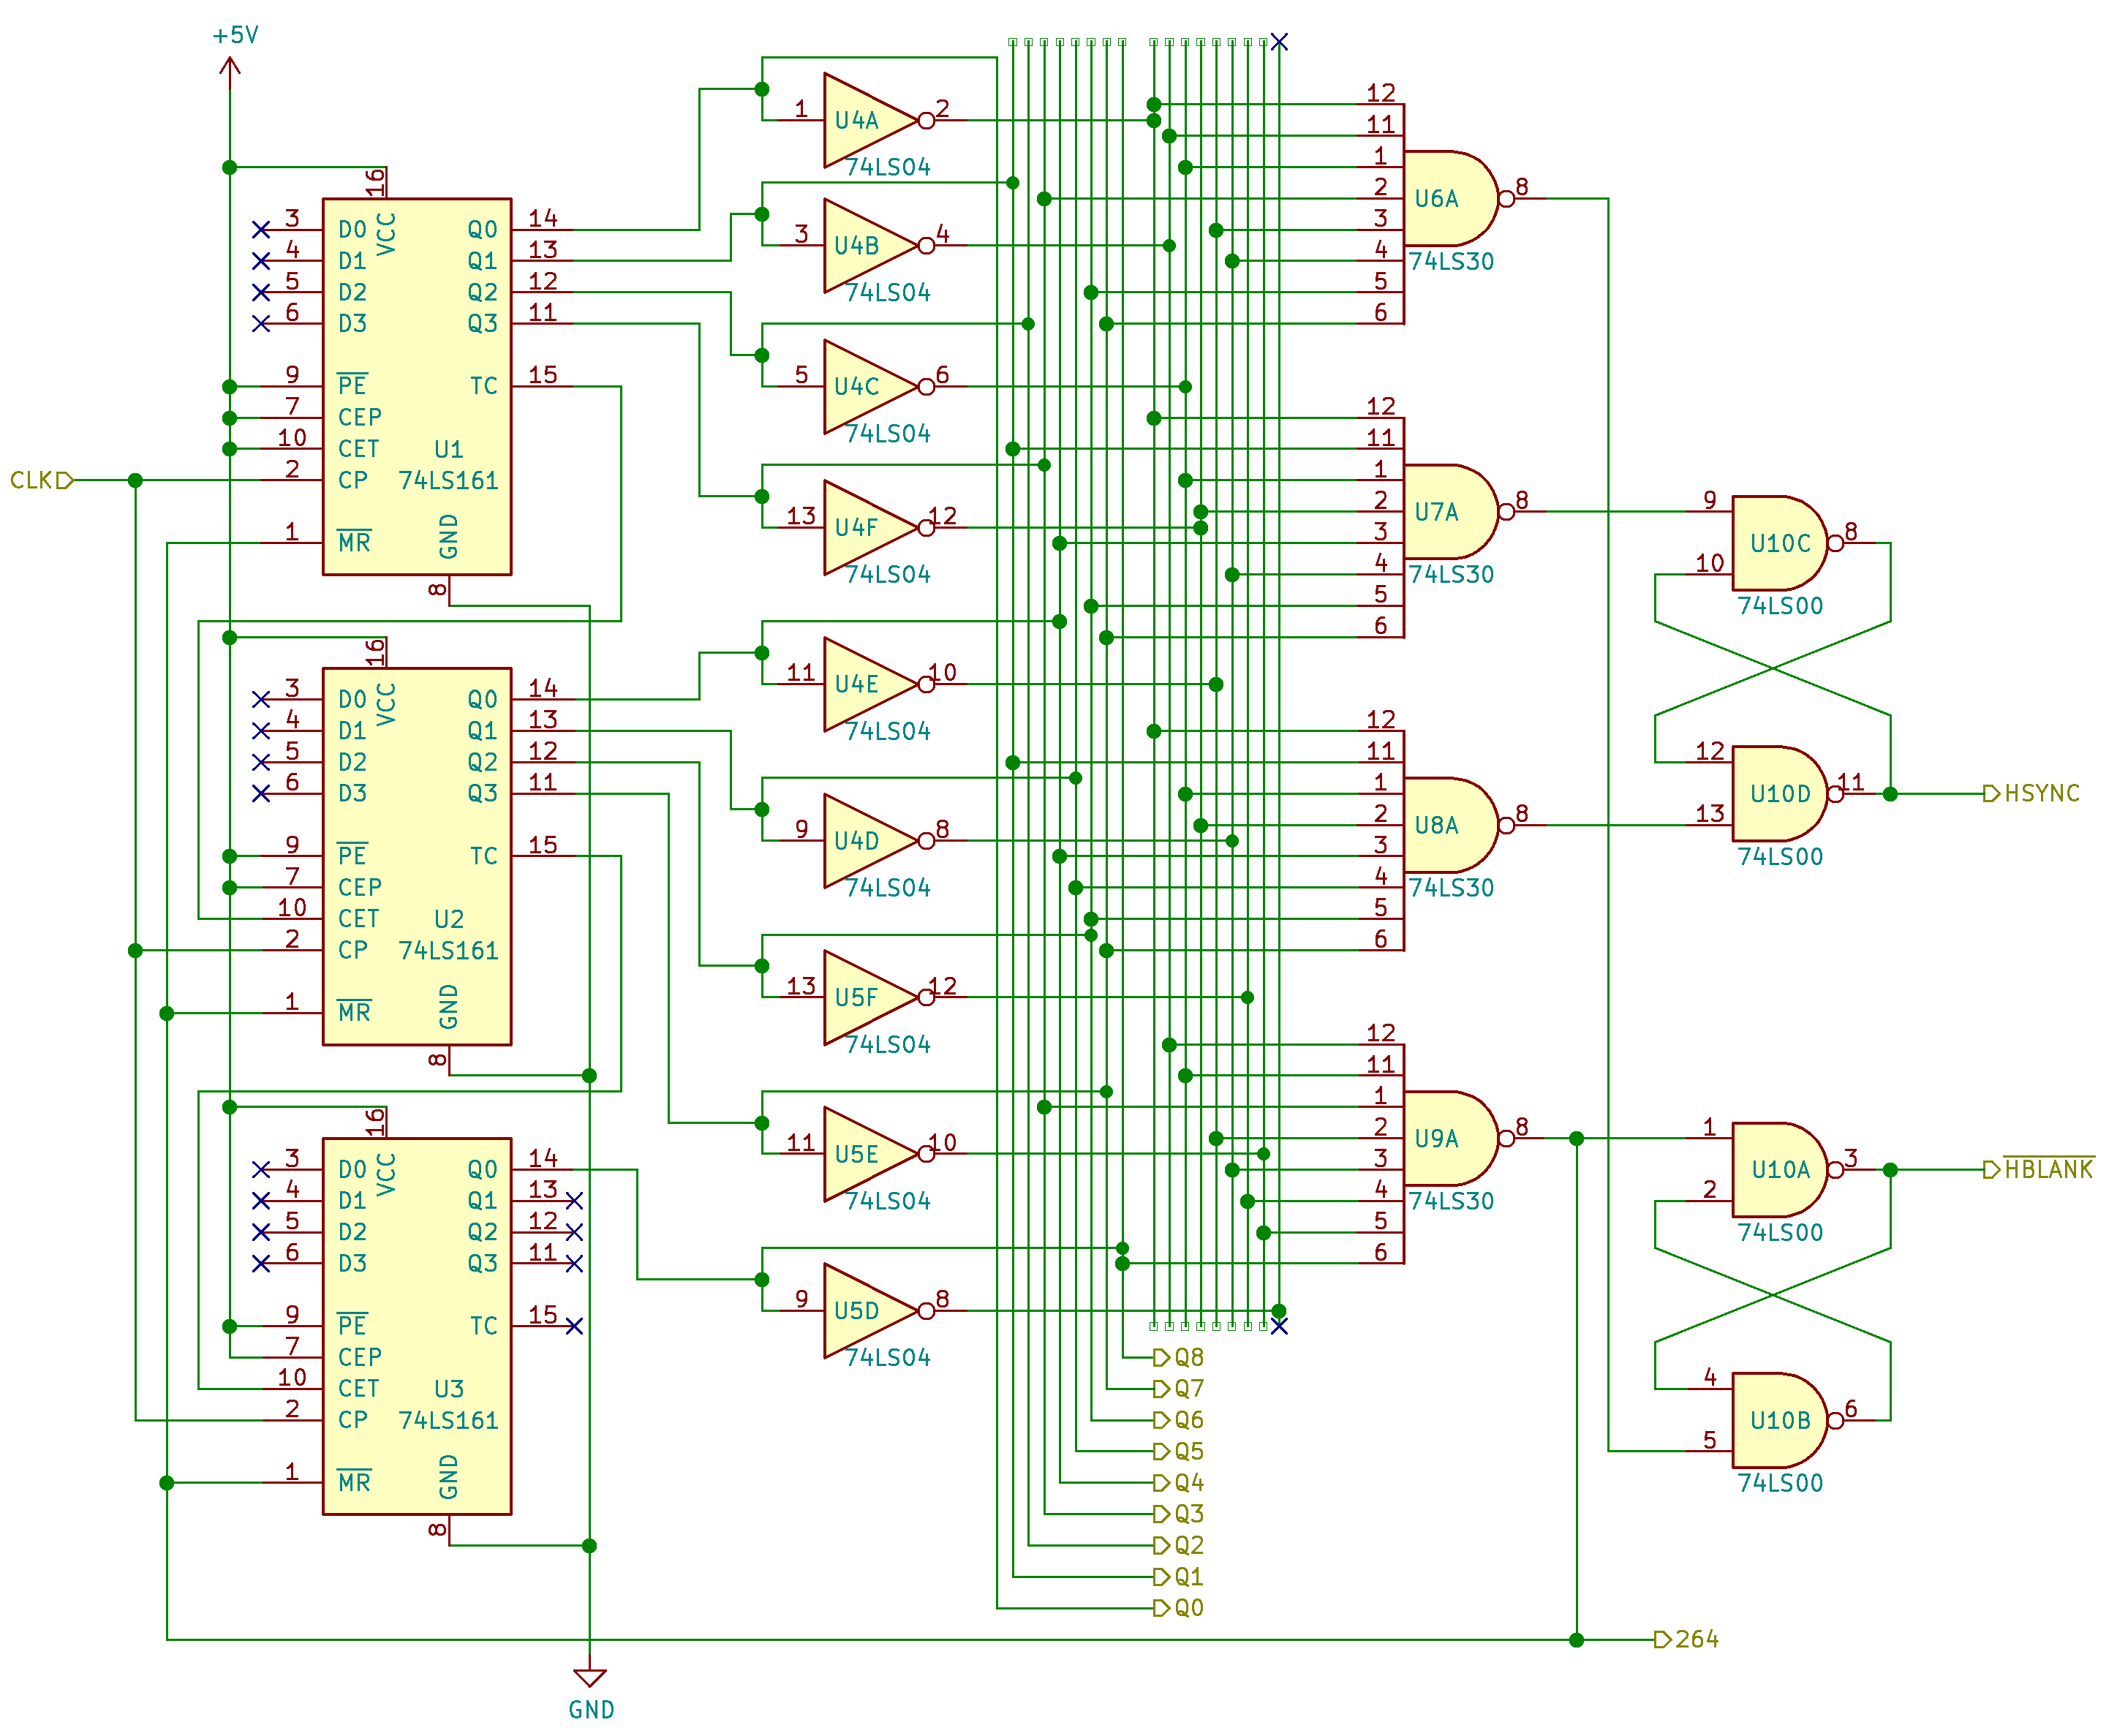 +5V
CLK
16
VCC
3 D0 Q0 14
4 D1 Q1 13
5 D2 Q2 12
6 D3 Q3 11
9 PE TC 15
7 CEP
10 CET U1
2 CP 74LS161
1 MR
GND
8
16
VCC
3 D0 Q0 14
4 D1 Q1 13
5 D2 Q2 12
6 D3 Q3 11
9 PE TC 15
7 CEP
10 CET U2
2 CP 74LS161
1 MR
GND
8
16
VCC
3 D0 Q0 14
4 D1 Q1 13
5 D2 Q2 12
6 D3 Q3 11
9 PE TC 15
7 CEP
10 CET U3
2 CP 74LS161
1 MR
GND
8
GND
1 U4A 2
74LS04
3 U4B 4
74LS04
5 U4C 6
74LS04
13 U4F 12
74LS04
11 U4E 10
74LS04
9 U4D 8
74LS04
13 U5F 12
74LS04
11 U5E 10
74LS04
9 U5D 8
74LS04
Q8
Q7
Q6
Q5
Q4
Q3
Q2
Q1
Q0
12
11
1
2 U6A 8
3
4 74LS30
5
6
12
11
1
2 U7A 8
3
4 74LS30
5
6
12
11
1
2 U8A 8
3
4 74LS30
5
6
12
11
1
2 U9A 8
3
4 74LS30
5
6
9
U10C 8
10
74LS00
12
U10D 11
13
74LS00
HSYNC
1
U10A 3
2
74LS00
HBLANK
4
U10B 6
5
74LS00
264